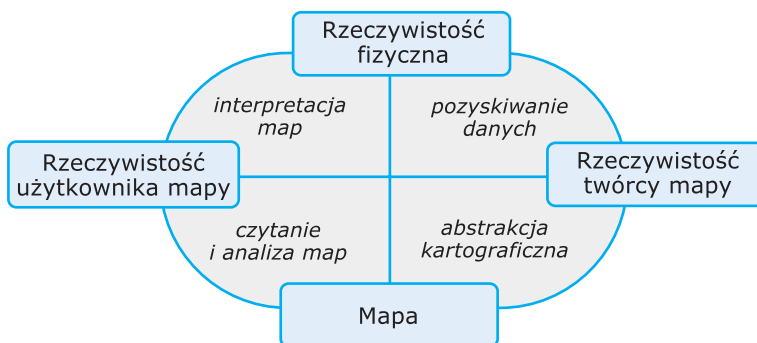 Rzeczywistość
fizyczna
interpretacja
map
pozyskiwanie
danych
Rzeczywistość
użytkownika mapy
Rzeczywistość
twórcy mapy
czytanie
i analiza map
abstrakcja
kartograficzna
Mapa